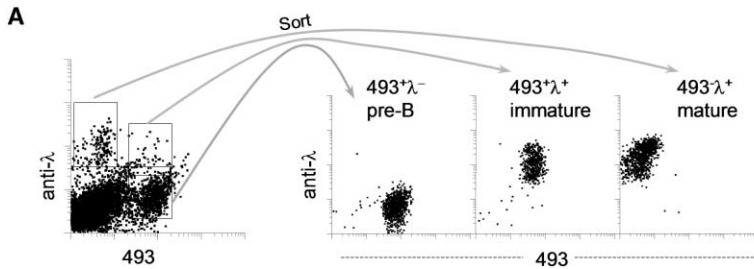 A
Sort
anti-λ
493
493⁺λ⁻
pre-B
493⁺λ⁺
immature
493⁻λ⁺
mature
anti-λ
493